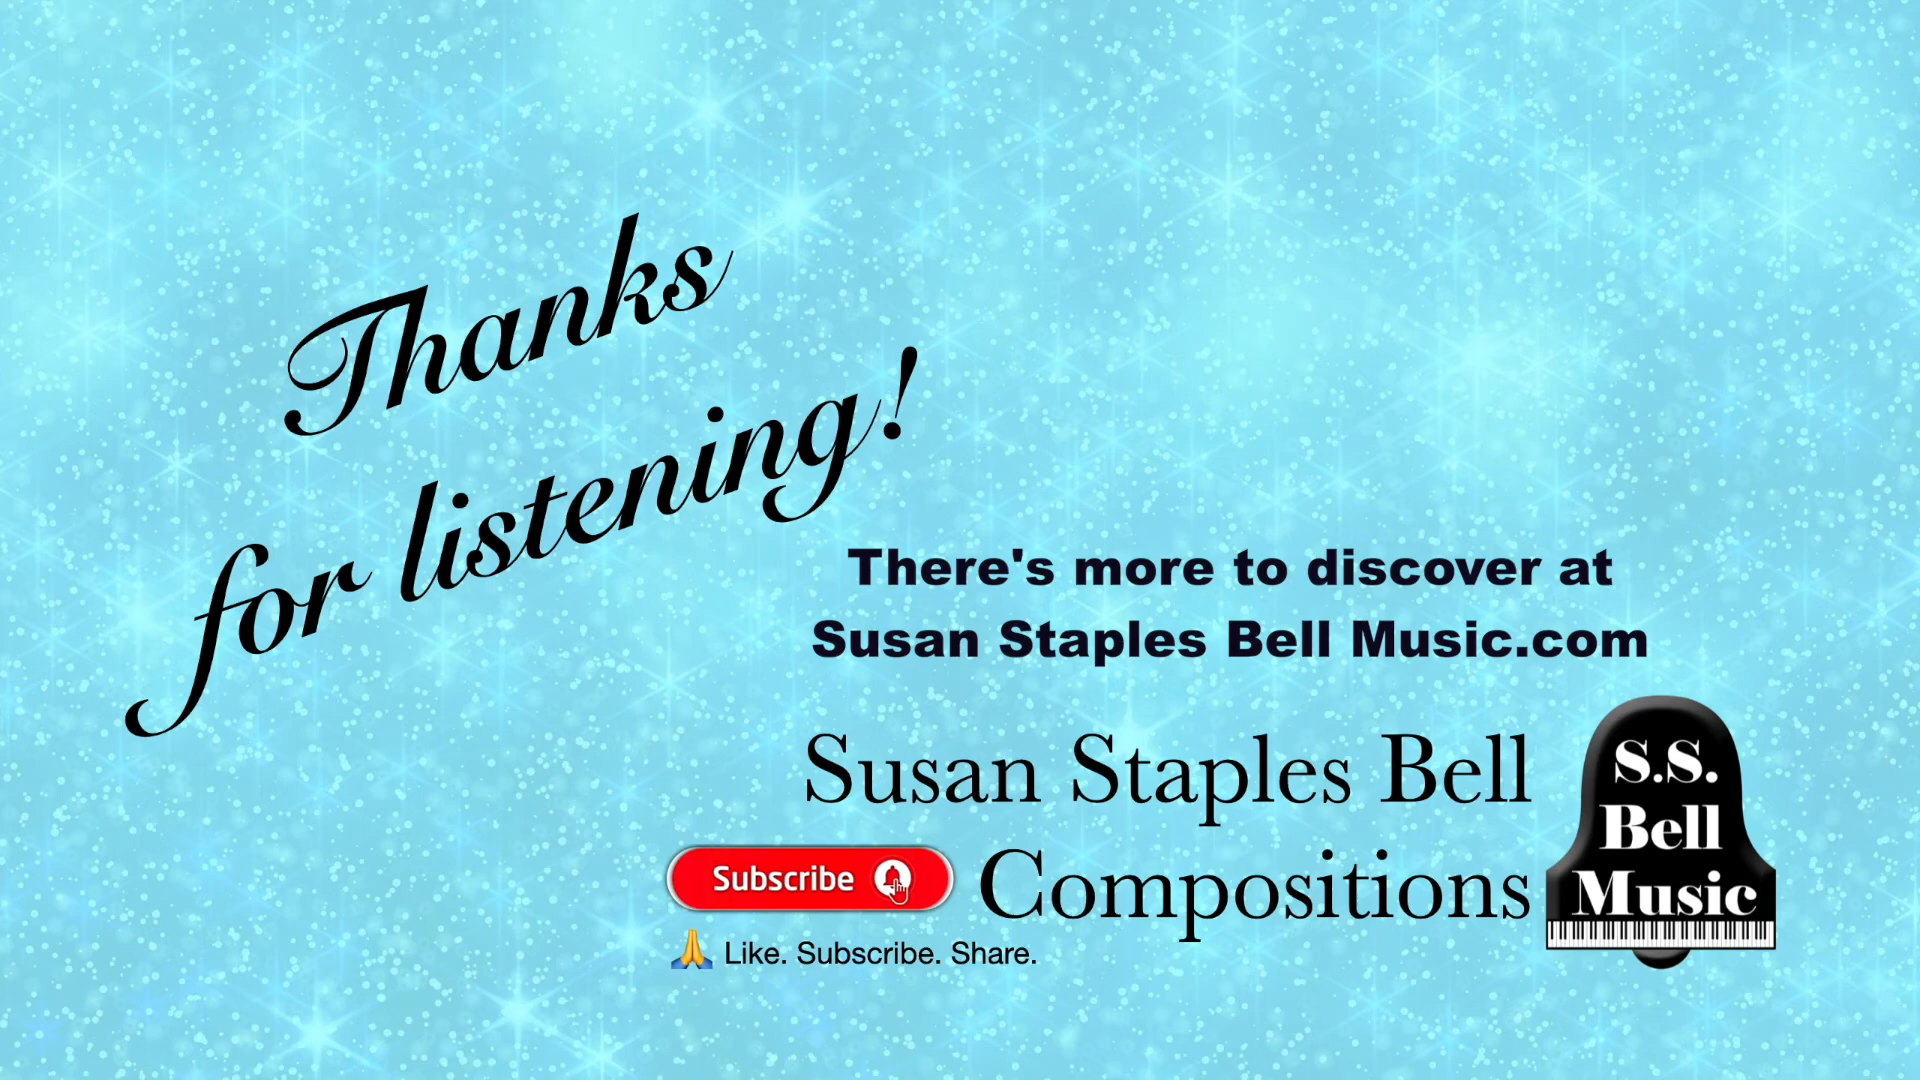 Thanks
for listening!
There's more to discover at
Susan Staples Bell Music.com
Susan Staples Bell
Compositions
S.S.
Bell
Music
Subscribe
🙏 Like. Subscribe. Share.